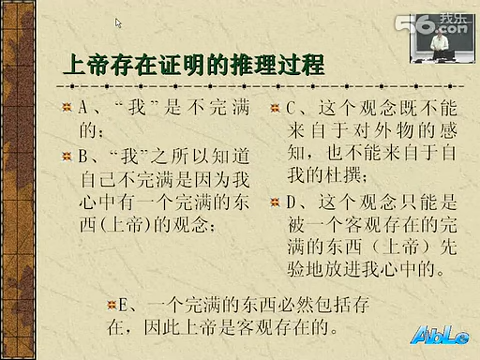 56我乐
.com
上帝存在证明的推理过程
A、“我”是不完满
的;
B、“我”之所以知道
自己不完满是因为我
心中有一个完满的东
西(上帝)的观念;
C、这个观念既不能
来自于对外物的感
知，也不能来自于自
我的杜撰;
D、这个观念只能是
被一个客观存在的完
满的东西（上帝）先
验地放进我心中的。
E、一个完满的东西必然包括存
在，因此上帝是客观存在的。